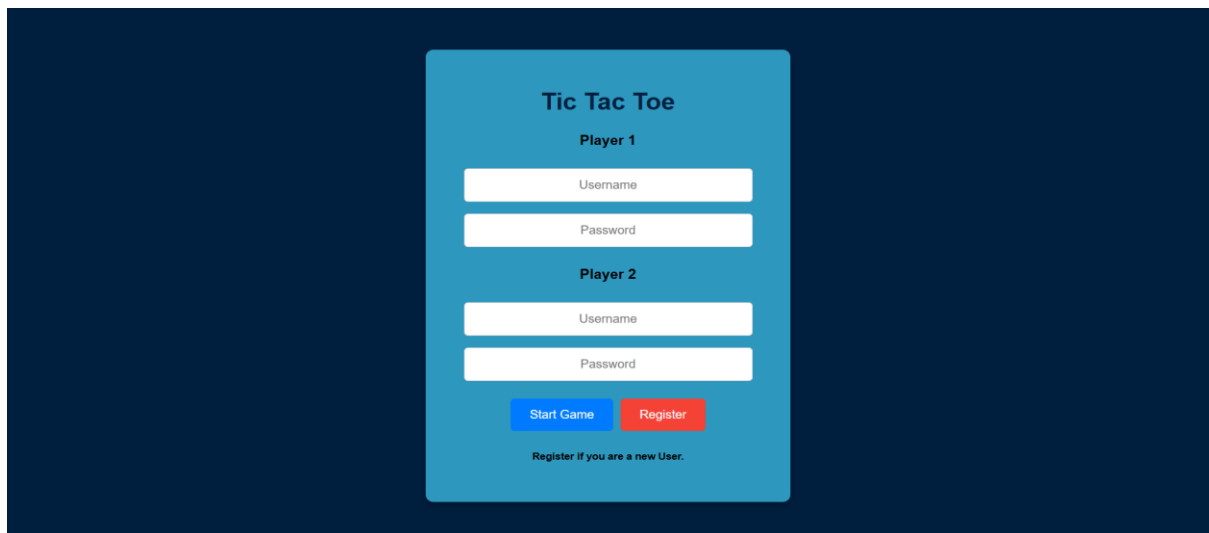 Tic Tac Toe
Player 1
Username
Password
Player 2
Username
Password
Start Game Register
Register if you are a new User.